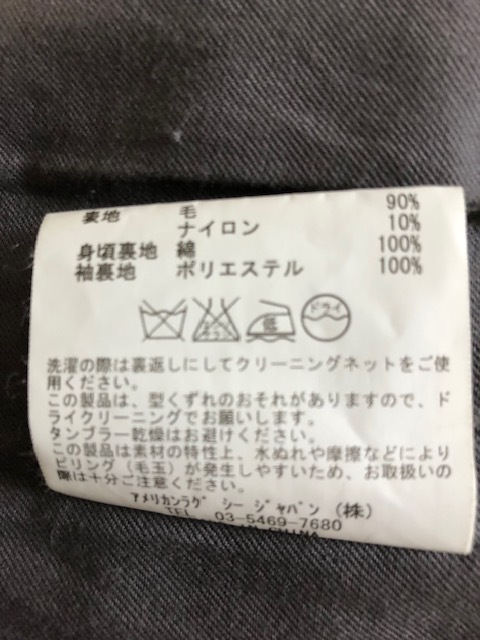 表地 毛 90%
ナイロン 10%
身頃裏地 綿 100%
袖裏地 ポリエステル 100%
低 ドライ
洗濯の際は裏返しにしてクリーニングネットをご使
用ください。
この製品は、型くずれのおそれがありますので、ド
ライクリーニングでお願いします。
タンブラー乾燥はお避けください。
この製品は素材の特性上、水ぬれや摩擦などにより
ピリング（毛玉）が発生しやすいため、お取扱いの
際は十分ご注意ください。
アメリカンラグ シー ジャパン（株）
TEL 03-5469-7680